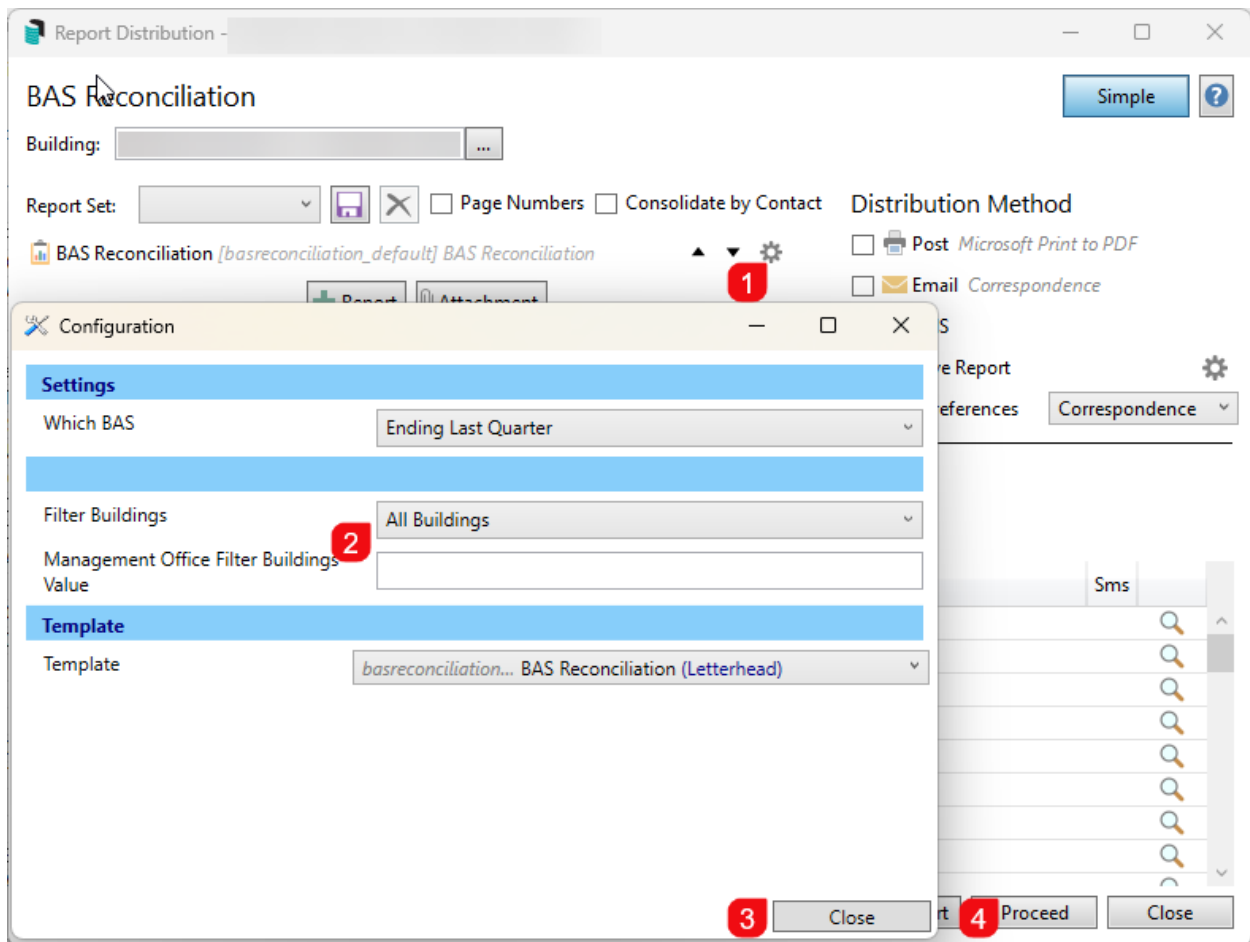 Report Distribution -
BAS Reconciliation
Simple
Building:
...
Report Set:
Page Numbers
Consolidate by Contact
Distribution Method
BAS Reconciliation [basreconciliation_default] BAS Reconciliation
Post Microsoft Print to PDF
1
Email Correspondence
Report
Attachment
Configuration
S
Settings
e Report
Which BAS
Ending Last Quarter
eferences
Correspondence
Filter Buildings
All Buildings
2
Management Office Filter Buildings
Value
Sms
Template
Template
basreconciliation... BAS Reconciliation (Letterhead)
3
Close
rt
4
Proceed
Close